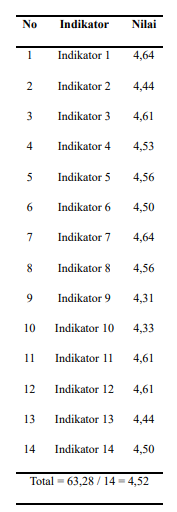 No Indikator Nilai
1 Indikator 1 4,64
2 Indikator 2 4,44
3 Indikator 3 4,61
4 Indikator 4 4,53
5 Indikator 5 4,56
6 Indikator 6 4,50
7 Indikator 7 4,64
8 Indikator 8 4,56
9 Indikator 9 4,31
10 Indikator 10 4,33
11 Indikator 11 4,61
12 Indikator 12 4,61
13 Indikator 13 4,44
14 Indikator 14 4,50
Total = 63,28 / 14 = 4,52